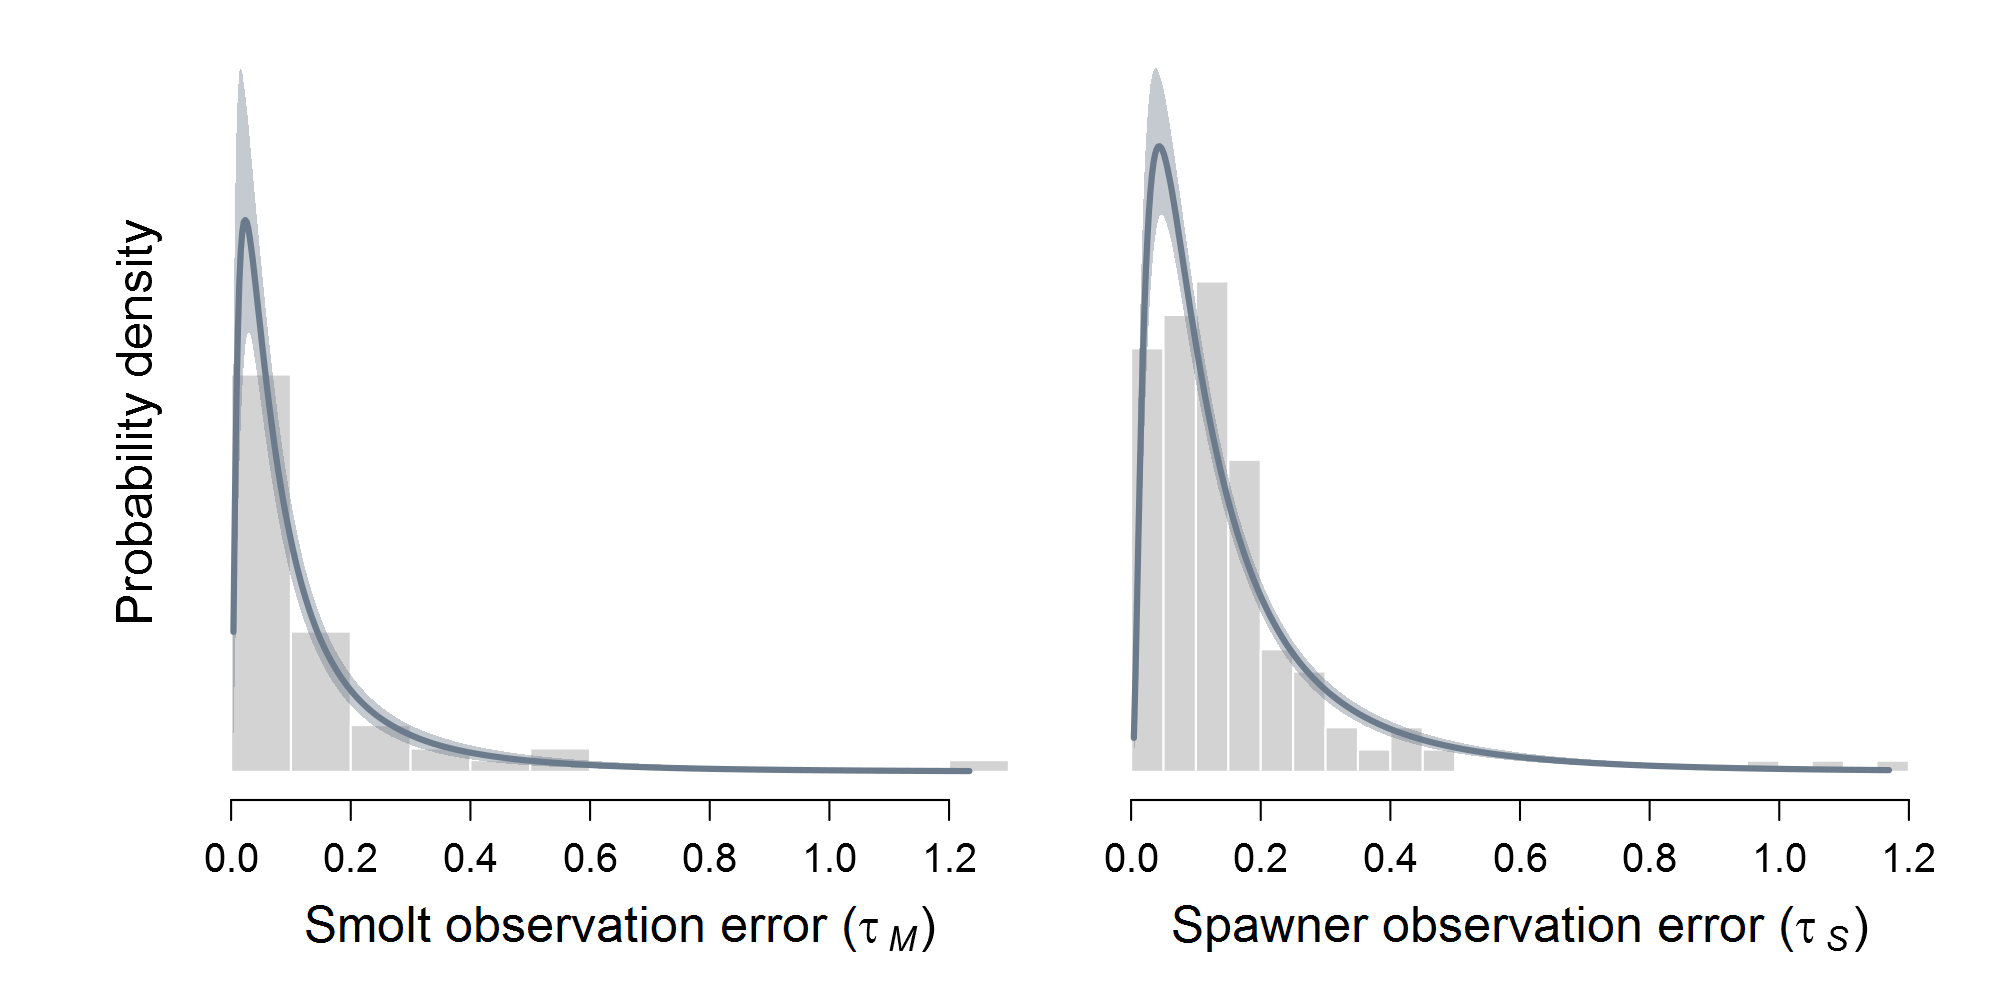 Probability density
0.0 0.2 0.4 0.6 0.8 1.0 1.2
Smolt observation error (τ M)
0.0 0.2 0.4 0.6 0.8 1.0 1.2
Spawner observation error (τ S)